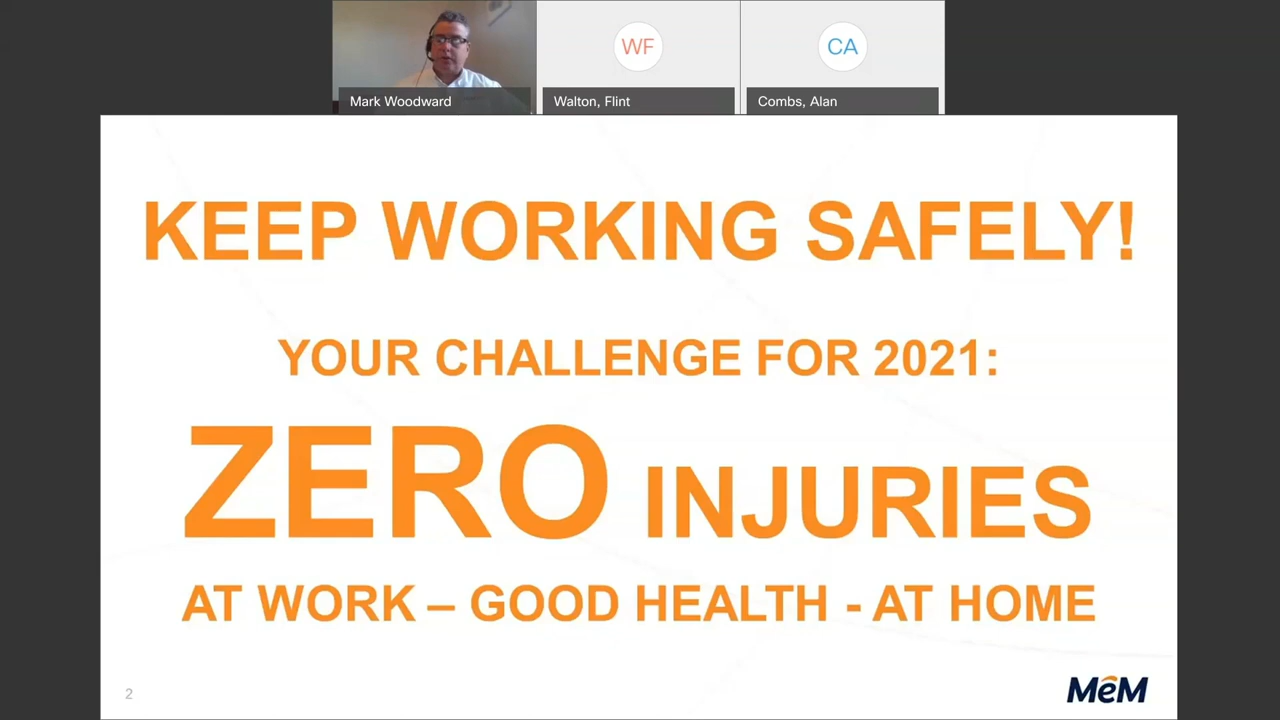 WF
CA
Mark Woodward
Walton, Flint
Combs, Alan
KEEP WORKING SAFELY!
YOUR CHALLENGE FOR 2021:
ZERO INJURIES
AT WORK – GOOD HEALTH - AT HOME
2
MēM